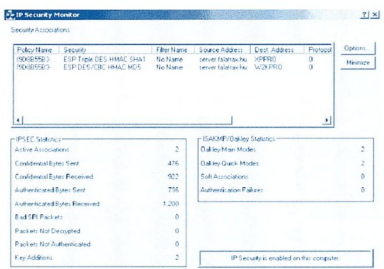 IP Security Monitor
Security Associations:
Policy Name Security Filter Name Source Address Dest. Address Protocol
ESP Triple DES HMAC SHA1 No Name XPPRO 0
ESP DES/CBC HMAC MD5 No Name W2KPRO 0
Options...
Minimize
IPSEC Statistics
Active Associations 2
Confidential Bytes Sent 476
Confidential Bytes Received 922
Authenticated Bytes Sent 736
Authenticated Bytes Received 1,200
Bad SPI Packets 0
Packets Not Decrypted 0
Packets Not Authenticated 0
Key Additions 2
ISAKMP/Oakley Statistics
Oakley Main Modes 2
Oakley Quick Modes 2
Soft Associations 0
Authentication Failures 0
IP Security is enabled on this computer